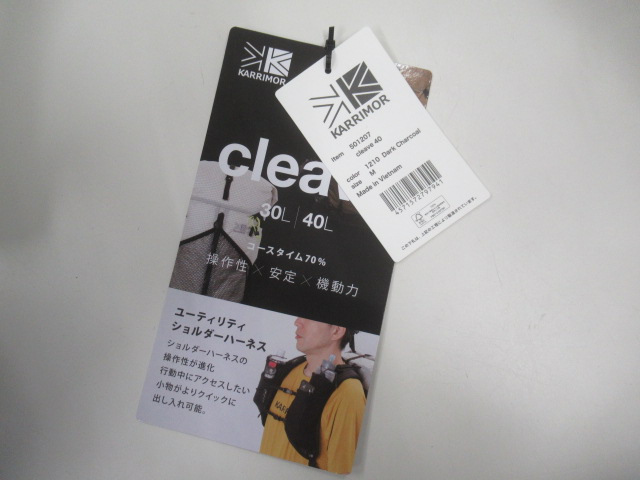 KARRIMOR
clea
30L | 40L
コースタイム70%
操作性 × 安定 × 機動力
ユーティリティ
ショルダーハーネス
ショルダーハーネスの
操作性が進化
行動中にアクセスしたい
小物がよりクイックに
出し入れ可能。
KARRIMOR
KARRIMOR
item 501207
cleave 40
color 1210 Dark Charcoal
size M
Made in Vietnam